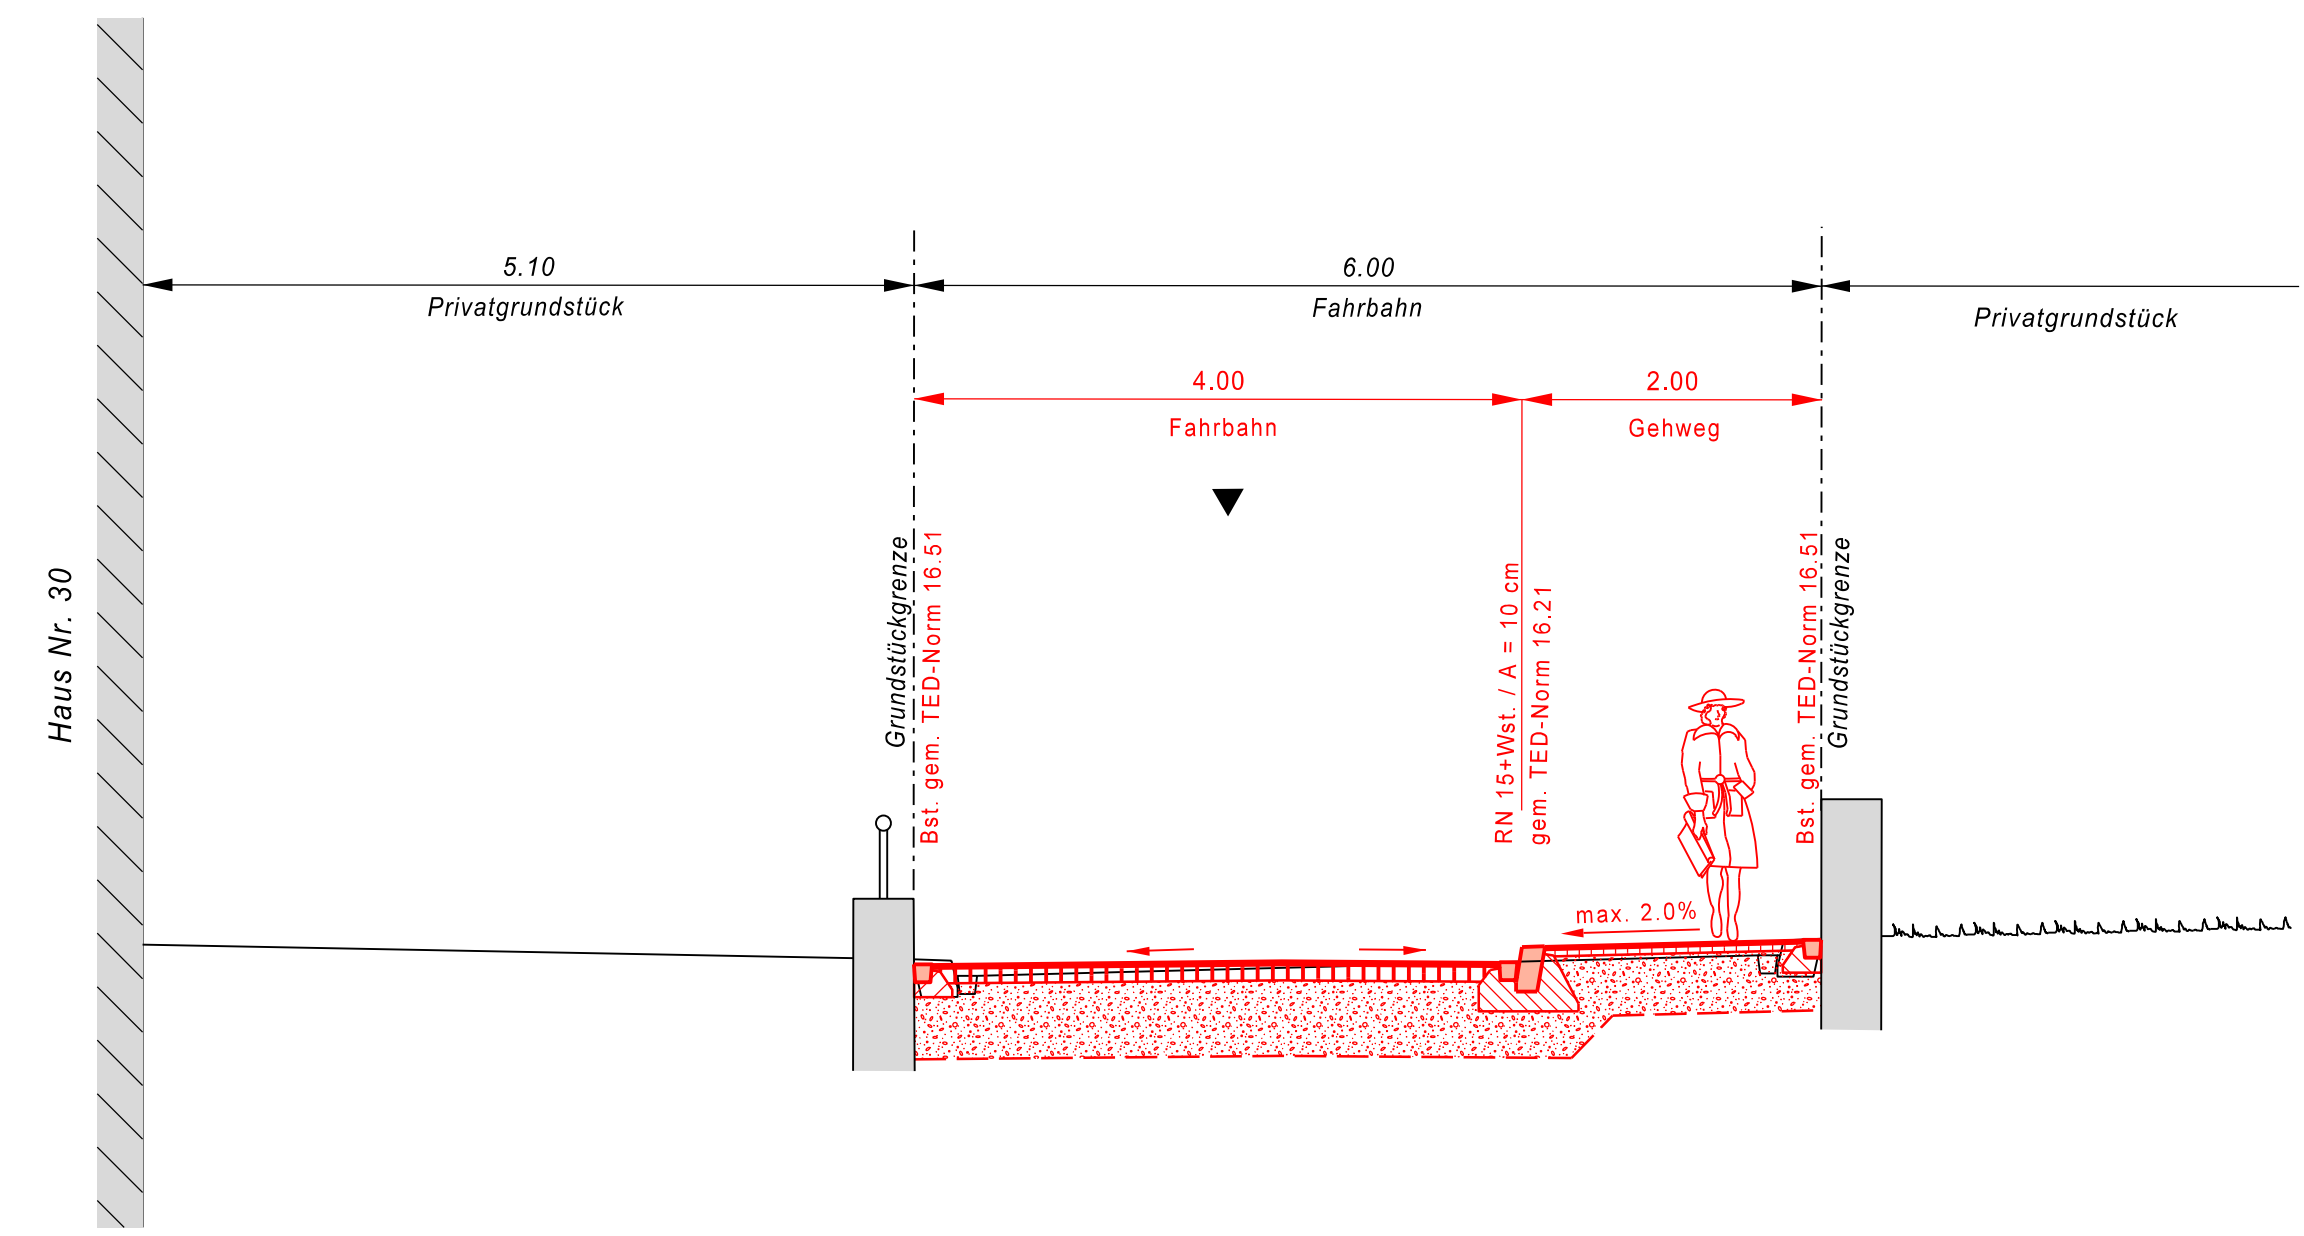 5.10
Privatgrundstück
6.00
Fahrbahn
Privatgrundstück
4.00
Fahrbahn
2.00
Gehweg
Haus Nr. 30
Grundstückgrenze
Bst. gem. TED-Norm 16.51
RN 15+Wst. / A = 10 cm
gem. TED-Norm 16.21
Bst. gem. TED-Norm 16.51
Grundstückgrenze
max. 2.0%